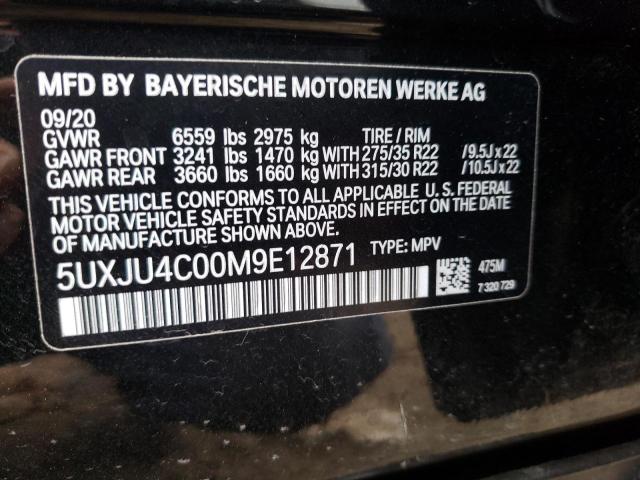 MFD BY BAYERISCHE MOTOREN WERKE AG
09/20
GVWR 6559 lbs 2975 kg TIRE / RIM
GAWR FRONT 3241 lbs 1470 kg WITH 275/35 R22 /9.5J x 22
GAWR REAR 3660 lbs 1660 kg WITH 315/30 R22 /10.5J x 22
THIS VEHICLE CONFORMS TO ALL APPLICABLE U. S. FEDERAL
MOTOR VEHICLE SAFETY STANDARDS IN EFFECT ON THE DATE
OF MANUFACTURE SHOWN ABOVE.
5UXJU4C00M9E12871 TYPE: MPV
475M
7 320 729